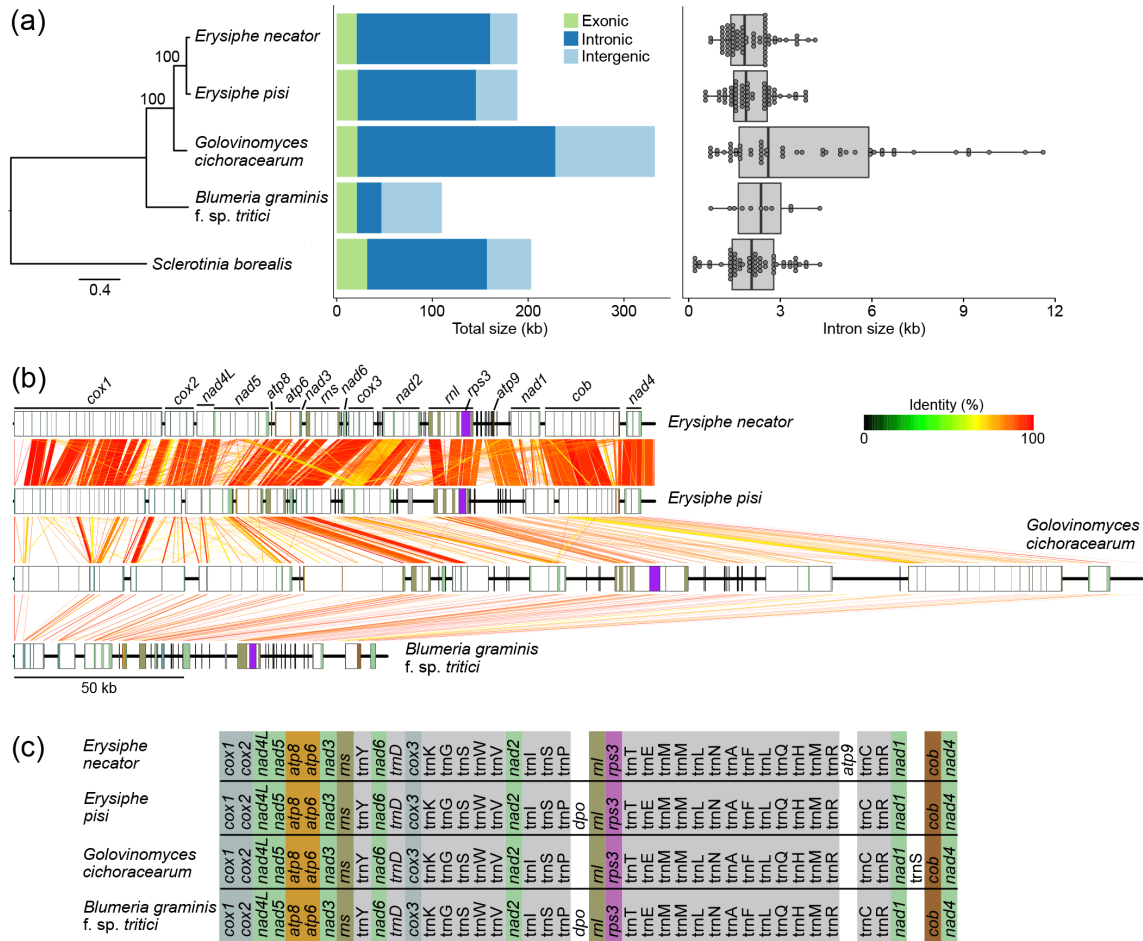 (a)
Erysiphe necator
Erysiphe pisi
Golovinomyces
cichoracearum
Blumeria graminis
f. sp. tritici
Sclerotinia borealis
100
100
0.4
Exonic
Intronic
Intergenic
0 100 200 300
Total size (kb)
0 3 6 9 12
Intron size (kb)
(b)
cox1 cox2 nad4L nad5 atp8 atp6 nad3 rns nad6 cox3 nad2 rnl rps3 atp9 nad1 cob nad4
Erysiphe necator
Identity (%)
0 100
Erysiphe pisi
Golovinomyces
cichoracearum
Blumeria graminis
f. sp. tritici
50 kb
(c)
Erysiphe
necator
cox1 cox2 nad4L nad5 atp8 atp6 nad3 rns trnY nad6 trnD cox3 trnK trnG trnS trnW trnV nad2 trnI trnS trnP rnl rps3 trnT trnE trnM trnM trnL trnN trnA trnF trnL trnQ trnH trnM trnR atp9 trnC trnR nad1 cob nad4
Erysiphe
pisi
cox1 cox2 nad4L nad5 atp8 atp6 nad3 rns trnY nad6 trnD cox3 trnK trnG trnS trnW trnV nad2 trnI trnS trnP dpo rnl rps3 trnT trnE trnM trnM trnL trnN trnA trnF trnL trnQ trnH trnM trnR trnC trnR nad1 cob nad4
Golovinomyces
cichoracearum
cox1 cox2 nad4L nad5 atp8 atp6 nad3 rns trnY nad6 trnD cox3 trnK trnG trnS trnW trnV nad2 trnI trnS trnP rnl rps3 trnT trnE trnM trnM trnL trnN trnA trnF trnL trnQ trnH trnM trnR trnC trnR nad1 trnS cob nad4
Blumeria graminis
f. sp. tritici
cox1 cox2 nad4L nad5 atp8 atp6 nad3 rns trnY nad6 trnD cox3 trnK trnG trnS trnW trnV nad2 trnI trnS trnP dpo rnl rps3 trnT trnE trnM trnM trnL trnN trnA trnF trnL trnQ trnH trnM trnR trnC trnR nad1 cob nad4